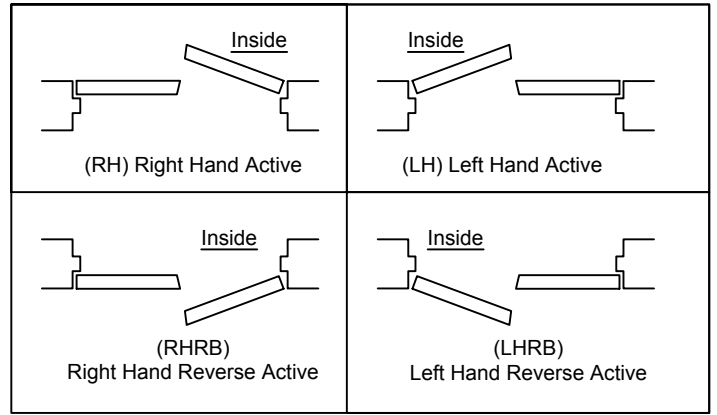 Inside
(RH) Right Hand Active
Inside
(LH) Left Hand Active
Inside
(RHRB)
Right Hand Reverse Active
Inside
(LHRB)
Left Hand Reverse Active